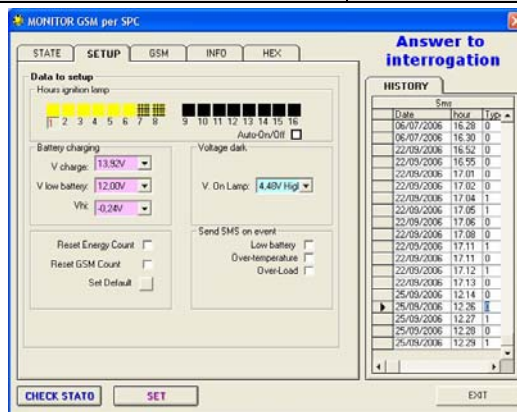 MONITOR GSM per SPC
STATE SETUP GSM INFO HEX
Data to setup
Hours ignition lamp
1 2 3 4 5 6 7 8 9 10 11 12 13 14 15 16
Auto-On/Off
Battery charging
V charge: 13,92V
V low battery: 12,00V
Vht: -0,24V
Voltage dark.
V. On Lamp: 4.48V Higl
Reset Energy Count
Reset GSM Count
Set Default
Send SMS on event
Low battery
Over-temperature
Over-Load
CHECK STATO SET
Answer to
interrogation
HISTORY
Sms
Date hour Typ
06/07/2006 16.28 0
06/07/2006 16.30 0
22/09/2006 16.52 0
22/09/2006 16.55 0
22/09/2006 17.01 0
22/09/2006 17.02 0
22/09/2006 17.04 1
22/09/2006 17.05 1
22/09/2006 17.06 0
22/09/2006 17.08 0
22/09/2006 17.11 1
22/09/2006 17.11 0
22/09/2006 17.12 1
22/09/2006 17.13 0
25/09/2006 12.14 0
25/09/2006 12.26 0
25/09/2006 12.27 1
25/09/2006 12.28 0
25/09/2006 12.29 1
EXIT